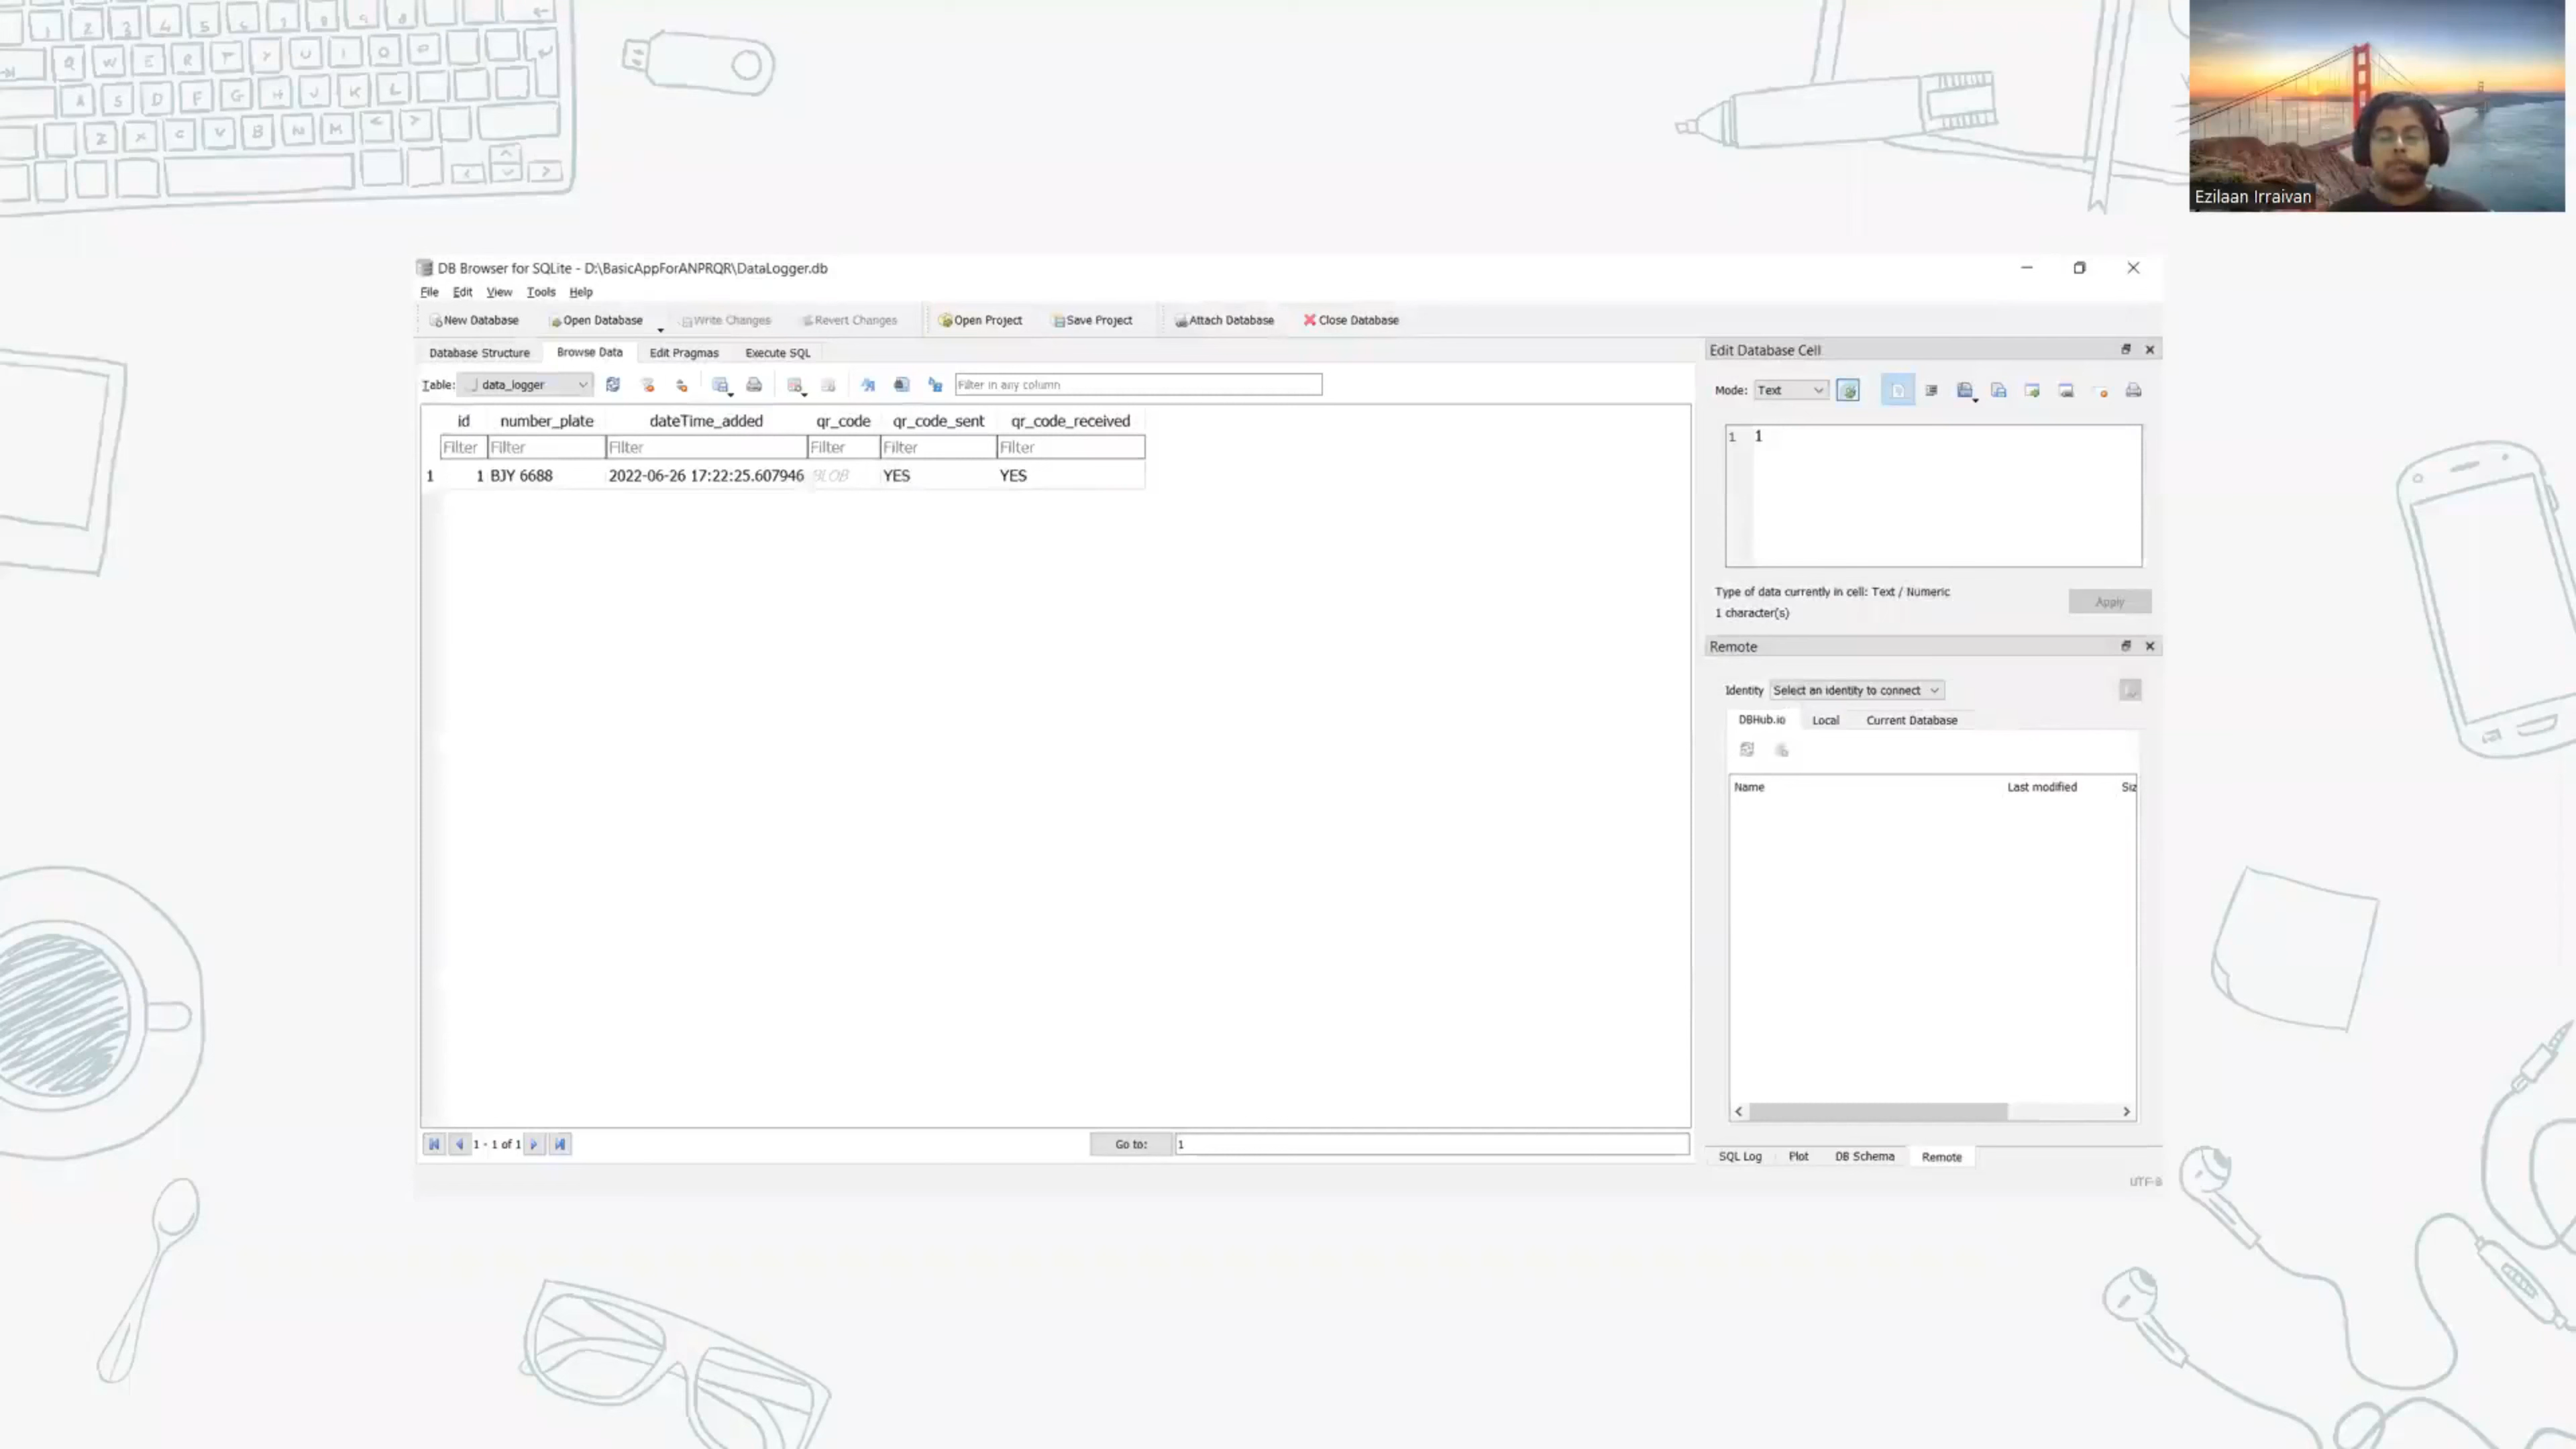 Ezilaan Irraivan
DB Browser for SQLite - D:\BasicAppForANPRQR\DataLogger.db
File Edit View Tools Help
New Database Open Database Write Changes Revert Changes Open Project Save Project Attach Database Close Database
Database Structure Browse Data Edit Pragmas Execute SQL
Table: data_logger Filter in any column
id number_plate dateTime_added qr_code qr_code_sent qr_code_received
Filter Filter Filter Filter Filter Filter
1 1 BJY 6688 2022-06-26 17:22:25.607946 BLOB YES YES
1 - 1 of 1 Go to: 1
Edit Database Cell
Mode: Text
1 1
Type of data currently in cell: Text / Numeric
1 character(s)
Apply
Remote
Identity Select an identity to connect
DBHub.io Local Current Database
Name Last modified Siz
SQL Log Plot DB Schema Remote
UTF-8